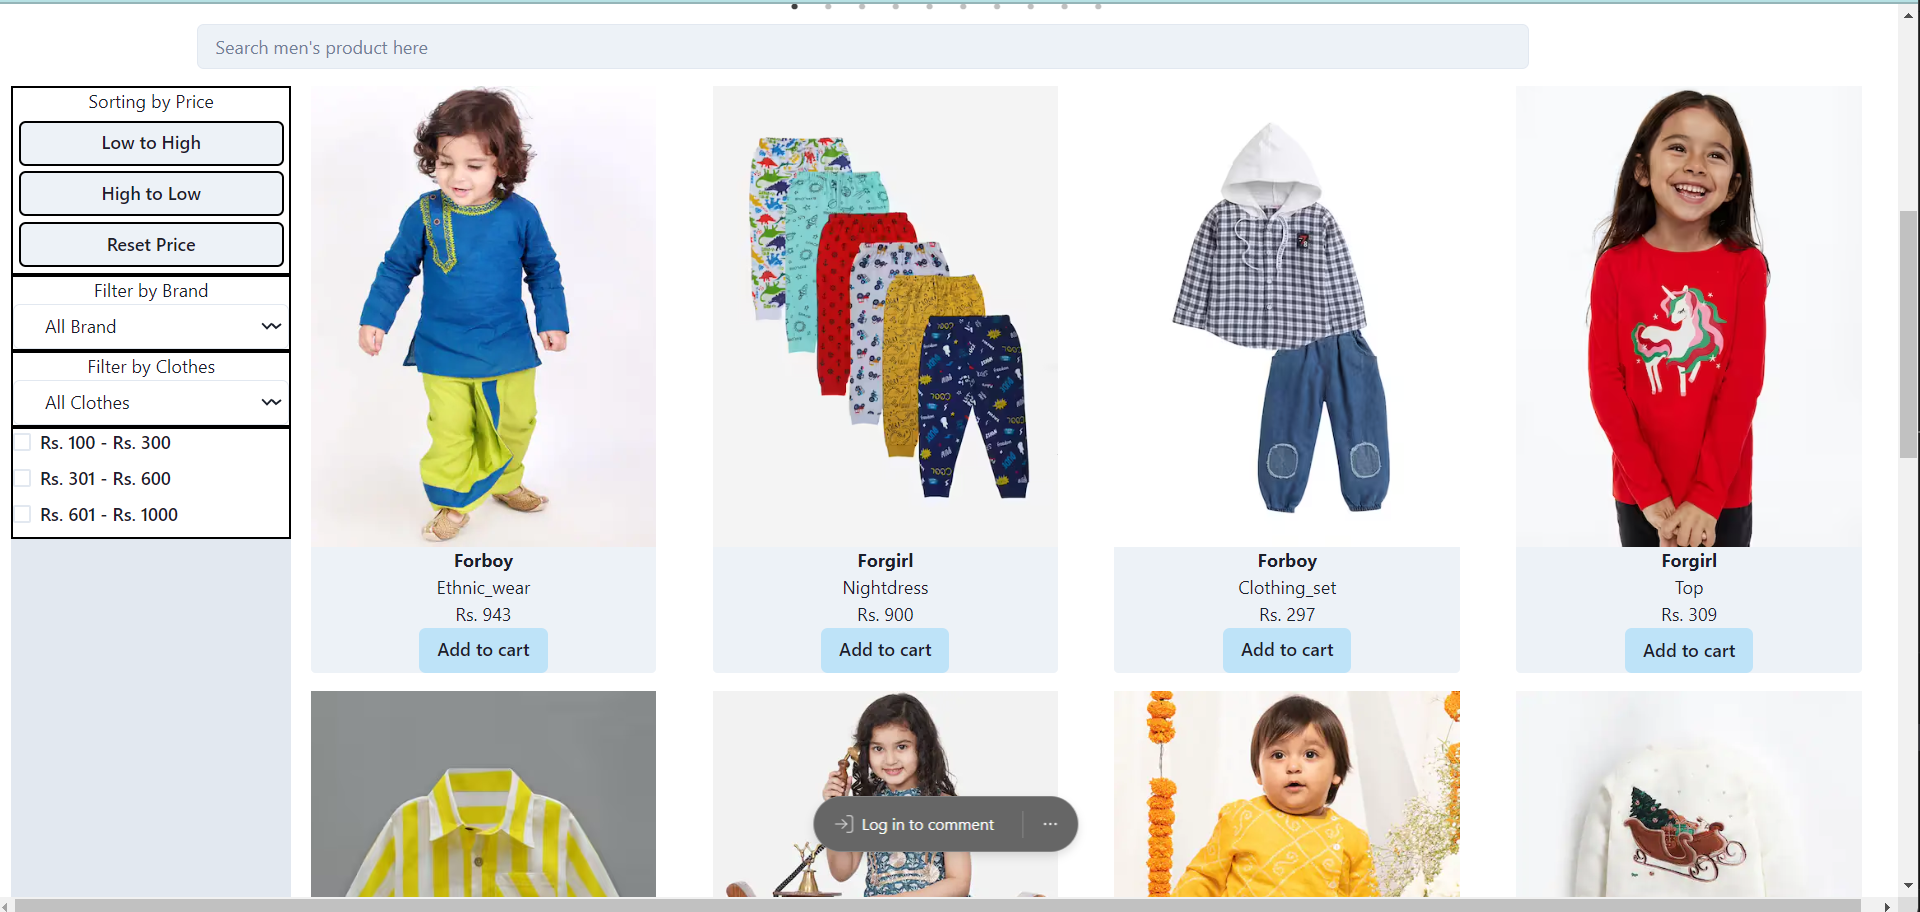 Search men's product here
Sorting by Price
Low to High
High to Low
Reset Price
Filter by Brand
All Brand
Filter by Clothes
All Clothes
Rs. 100 - Rs. 300
Rs. 301 - Rs. 600
Rs. 601 - Rs. 1000
Forboy
Ethnic_wear
Rs. 943
Add to cart
Forgirl
Nightdress
Rs. 900
Add to cart
Forboy
Clothing_set
Rs. 297
Add to cart
Forgirl
Top
Rs. 309
Add to cart
Log in to comment